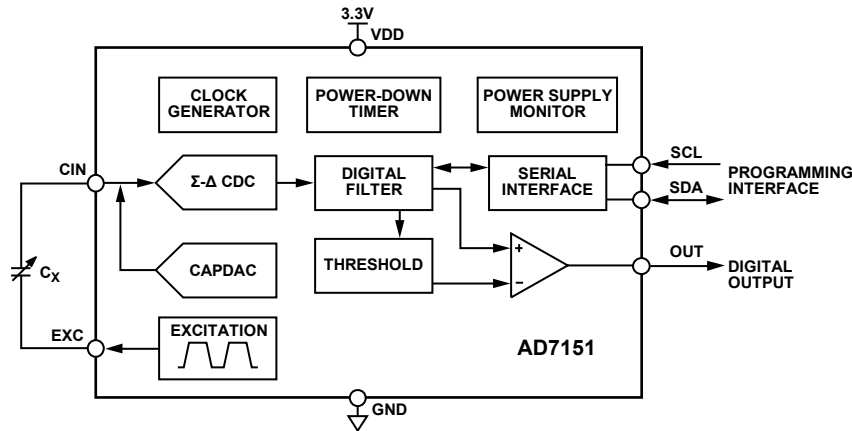 3.3V
VDD
CLOCK
GENERATOR
POWER-DOWN
TIMER
POWER SUPPLY
MONITOR
CIN
Σ-Δ CDC
DIGITAL
FILTER
SERIAL
INTERFACE
SCL
SDA
PROGRAMMING
INTERFACE
CX
CAPDAC
THRESHOLD
+
−
OUT
DIGITAL
OUTPUT
EXC
EXCITATION
AD7151
GND